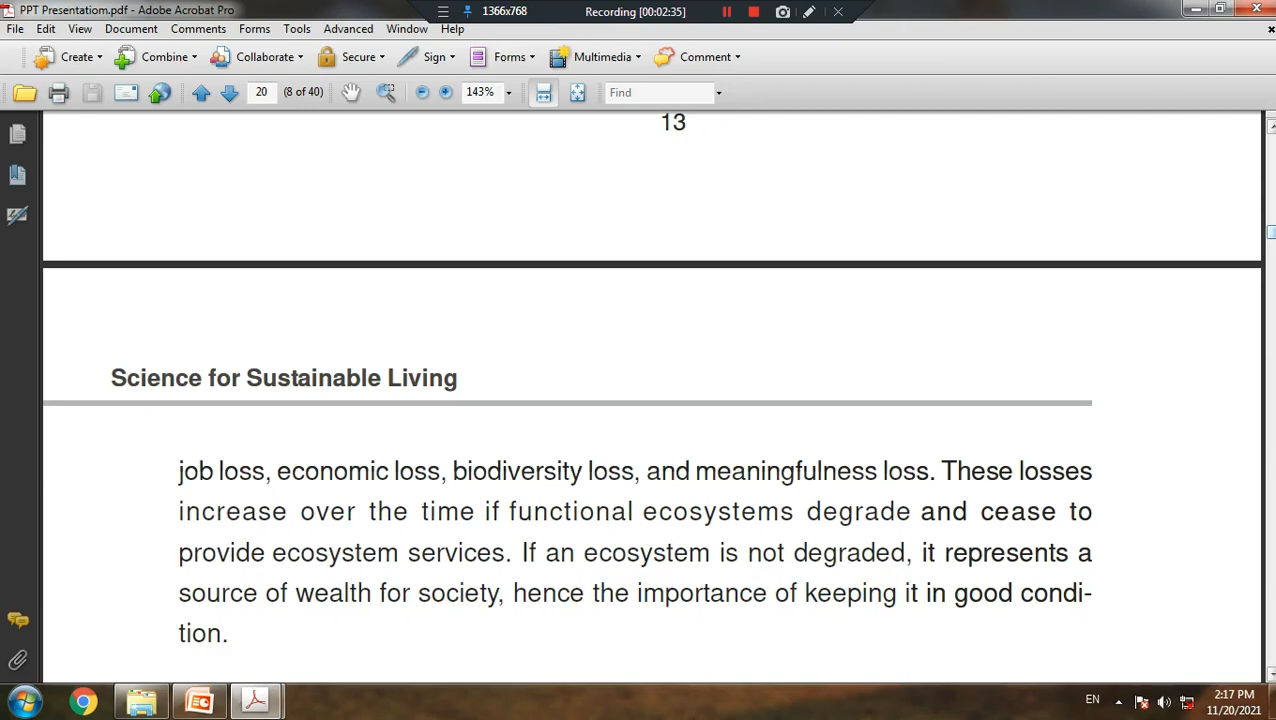 PPT Presentatiom.pdf - Adobe Acrobat Pro
1366x768
Recording [00:02:35]
File Edit View Document Comments Forms Tools Advanced Window Help
Create Combine Collaborate Secure Sign Forms Multimedia Comment
20 (8 of 40) 143% Find
13
Science for Sustainable Living
job loss, economic loss, biodiversity loss, and meaningfulness loss. These losses
increase over the time if functional ecosystems degrade and cease to
provide ecosystem services. If an ecosystem is not degraded, it represents a
source of wealth for society, hence the importance of keeping it in good condi-
tion.
EN
2:17 PM
11/20/2021